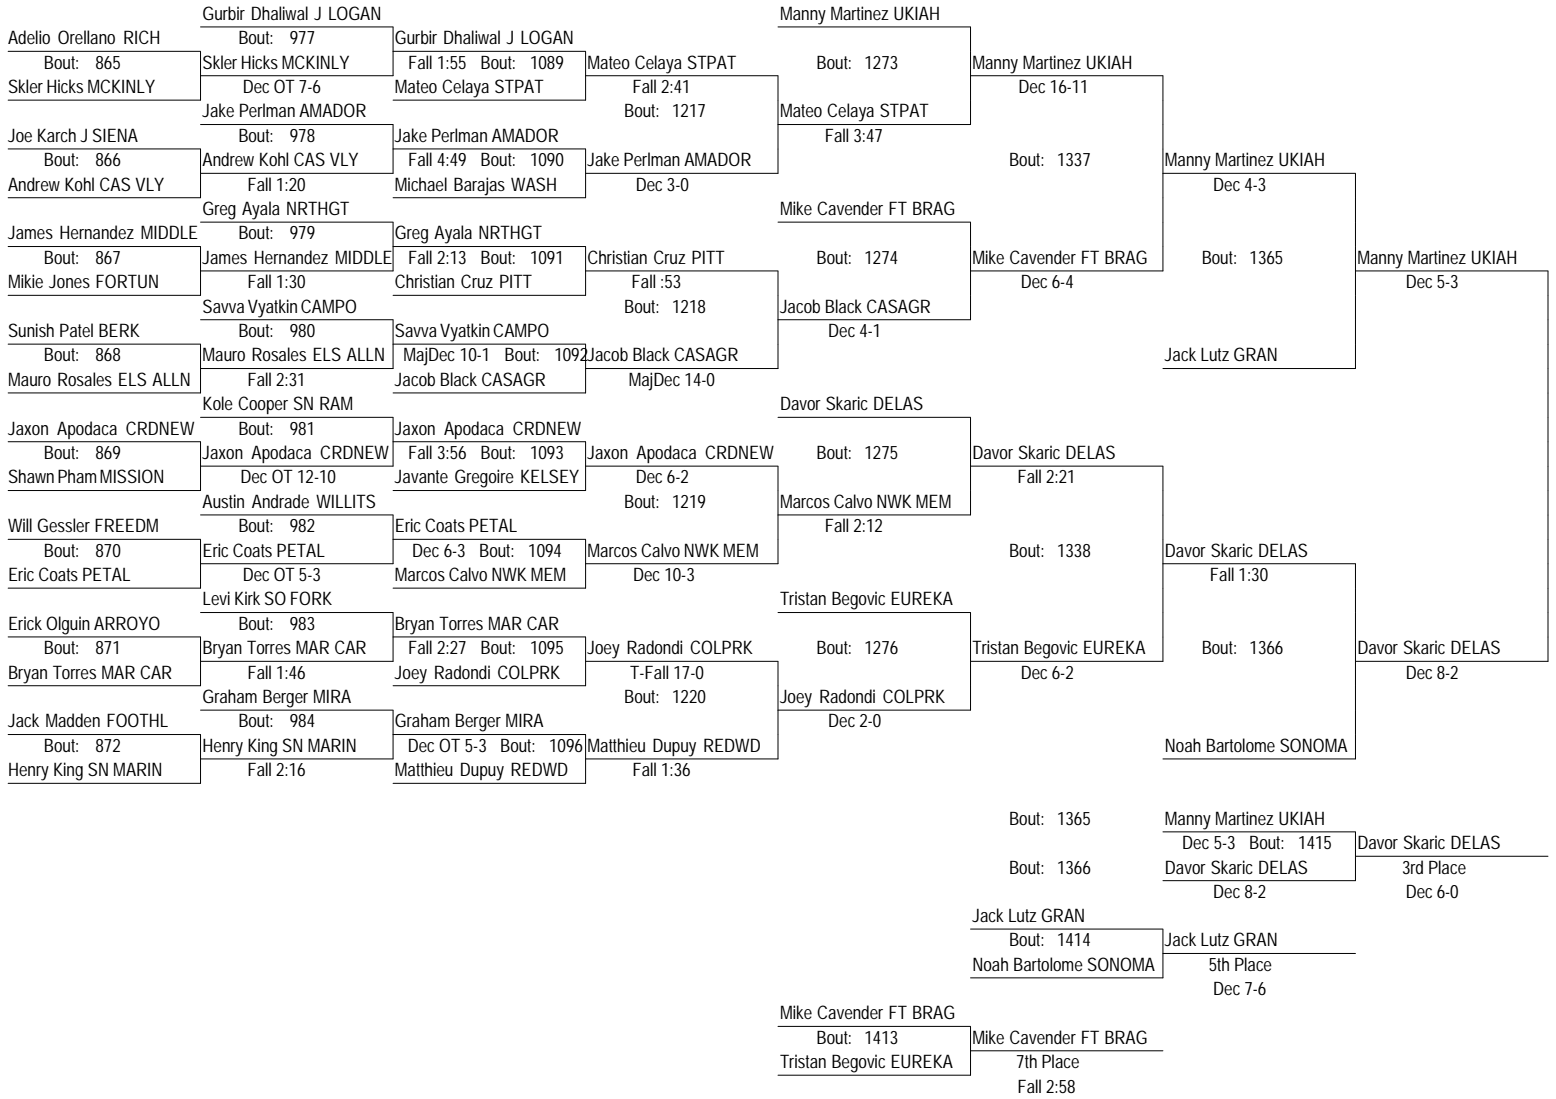 Gurbir Dhaliwal J LOGAN Manny Martinez UKIAH
Adelio Orellano RICH Bout: 977 Gurbir Dhaliwal J LOGAN
Bout: 865 Skler Hicks MCKINLY Fall 1:55 Bout: 1089 Mateo Celaya STPAT Bout: 1273 Manny Martinez UKIAH
Skler Hicks MCKINLY Dec OT 7-6 Mateo Celaya STPAT Fall 2:41 Dec 16-11
Jake Perlman AMADOR Bout: 1217 Mateo Celaya STPAT
Joe Karch J SIENA Bout: 978 Jake Perlman AMADOR Fall 3:47
Bout: 866 Andrew Kohl CAS VLY Fall 4:49 Bout: 1090 Jake Perlman AMADOR Bout: 1337 Manny Martinez UKIAH
Andrew Kohl CAS VLY Fall 1:20 Michael Barajas WASH Dec 3-0 Dec 4-3
Greg Ayala NRTHGT Mike Cavender FT BRAG
James Hernandez MIDDLE Bout: 979 Greg Ayala NRTHGT
Bout: 867 James Hernandez MIDDLE Fall 2:13 Bout: 1091 Christian Cruz PITT Bout: 1274 Mike Cavender FT BRAG Bout: 1365 Manny Martinez UKIAH
Mikie Jones FORTUN Fall 1:30 Christian Cruz PITT Fall :53 Dec 6-4 Dec 5-3
Savva Vyatkin CAMPO Bout: 1218 Jacob Black CASAGR
Sunish Patel BERK Bout: 980 Savva Vyatkin CAMPO Dec 4-1
Bout: 868 Mauro Rosales ELS ALLN MajDec 10-1 Bout: 1092 Jacob Black CASAGR Jack Lutz GRAN
Mauro Rosales ELS ALLN Fall 2:31 Jacob Black CASAGR MajDec 14-0
Kole Cooper SN RAM Davor Skaric DELAS
Jaxon Apodaca CRDNEW Bout: 981 Jaxon Apodaca CRDNEW
Bout: 869 Jaxon Apodaca CRDNEW Fall 3:56 Bout: 1093 Jaxon Apodaca CRDNEW Bout: 1275 Davor Skaric DELAS
Shawn Pham MISSION Dec OT 12-10 Javante Gregoire KELSEY Dec 6-2 Fall 2:21
Austin Andrade WILLITS Bout: 1219 Marcos Calvo NWK MEM
Will Gessler FREEDM Bout: 982 Eric Coats PETAL Fall 2:12
Bout: 870 Eric Coats PETAL Dec 6-3 Bout: 1094 Marcos Calvo NWK MEM Bout: 1338 Davor Skaric DELAS
Eric Coats PETAL Dec OT 5-3 Marcos Calvo NWK MEM Dec 10-3 Fall 1:30
Levi Kirk SO FORK Tristan Begovic EUREKA
Erick Olguin ARROYO Bout: 983 Bryan Torres MAR CAR
Bout: 871 Bryan Torres MAR CAR Fall 2:27 Bout: 1095 Joey Radondi COLPRK Bout: 1276 Tristan Begovic EUREKA Bout: 1366 Davor Skaric DELAS
Bryan Torres MAR CAR Fall 1:46 Joey Radondi COLPRK T-Fall 17-0 Dec 6-2 Dec 8-2
Graham Berger MIRA Bout: 1220 Joey Radondi COLPRK
Jack Madden FOOTHL Bout: 984 Graham Berger MIRA Dec 2-0
Bout: 872 Henry King SN MARIN Dec OT 5-3 Bout: 1096 Matthieu Dupuy REDWD Noah Bartolome SONOMA
Henry King SN MARIN Fall 2:16 Matthieu Dupuy REDWD Fall 1:36
Bout: 1365 Manny Martinez UKIAH
Dec 5-3 Bout: 1415 Davor Skaric DELAS
Bout: 1366 Davor Skaric DELAS 3rd Place
Dec 8-2 Dec 6-0
Jack Lutz GRAN
Bout: 1414 Jack Lutz GRAN
Noah Bartolome SONOMA 5th Place
Dec 7-6
Mike Cavender FT BRAG
Bout: 1413 Mike Cavender FT BRAG
Tristan Begovic EUREKA 7th Place
Fall 2:58